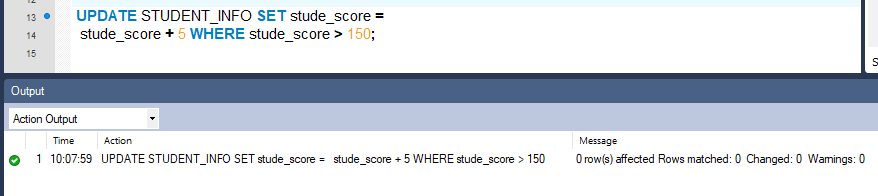 13 UPDATE STUDENT_INFO SET stude_score =
14 stude_score + 5 WHERE stude_score > 150;
15
Output
Action Output
Time Action Message
1 10:07:59 UPDATE STUDENT_INFO SET stude_score = stude_score + 5 WHERE stude_score > 150 0 row(s) affected Rows matched: 0 Changed: 0 Warnings: 0